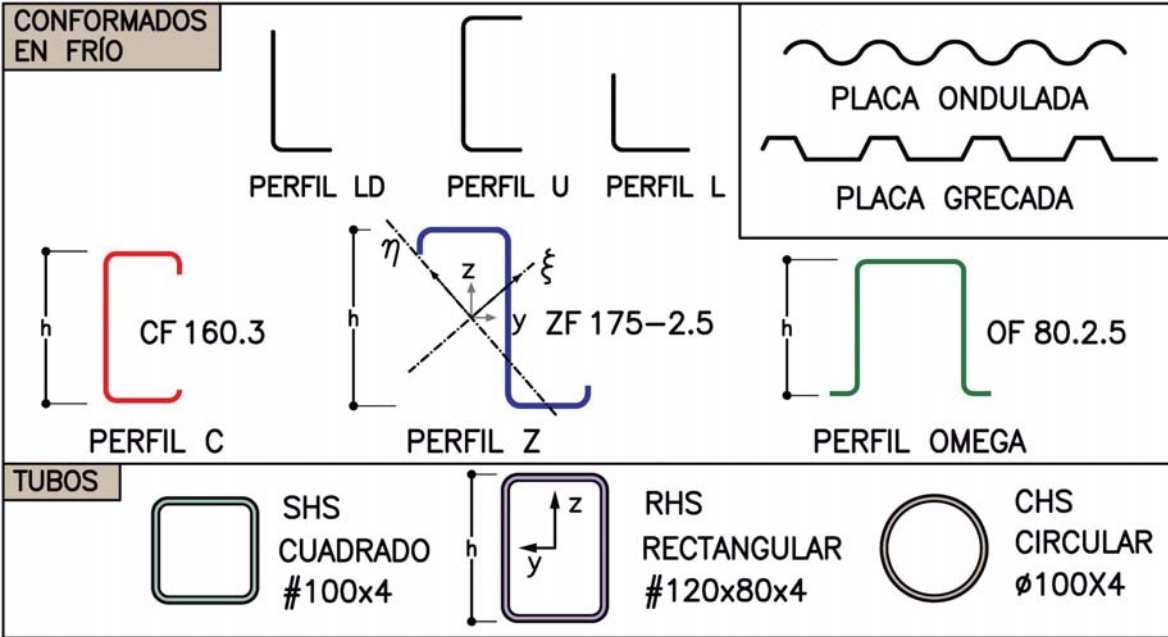 CONFORMADOS
EN FRÍO
PLACA ONDULADA
PLACA GRECADA
PERFIL LD
PERFIL U
PERFIL L
h
CF 160.3
PERFIL C
h
η
z
ξ
y
ZF 175-2.5
PERFIL Z
h
OF 80.2.5
PERFIL OMEGA
TUBOS
SHS
CUADRADO
#100x4
h
z
y
RHS
RECTANGULAR
#120x80x4
CHS
CIRCULAR
ø100X4